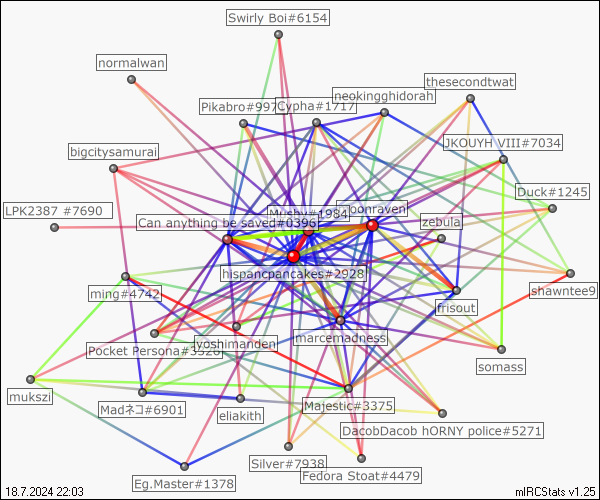 Swirly Boi#6154
normalwan
thesecondtwat
neokingghidorah
Pikabro#997
Cypha#1717
JKOUYH VIII#7034
bigcitysamurai
Duck#1245
LPK2387 #7690
Mushy#1984
Can anything be saved#0396
zebula
hispancpancakes#2928
ming#4742
shawntee9
frisout
marcemadness
yoshimanden
Pocket Persona#3926
somass
mukszi
Madネコ#6901
eliakith
Majestic#3375
DacobDacob hORNY police#5271
Silver#7938
Fedora Stoat#4479
Eg.Master#1378
18.7.2024 22:03
mIRCStats v1.25